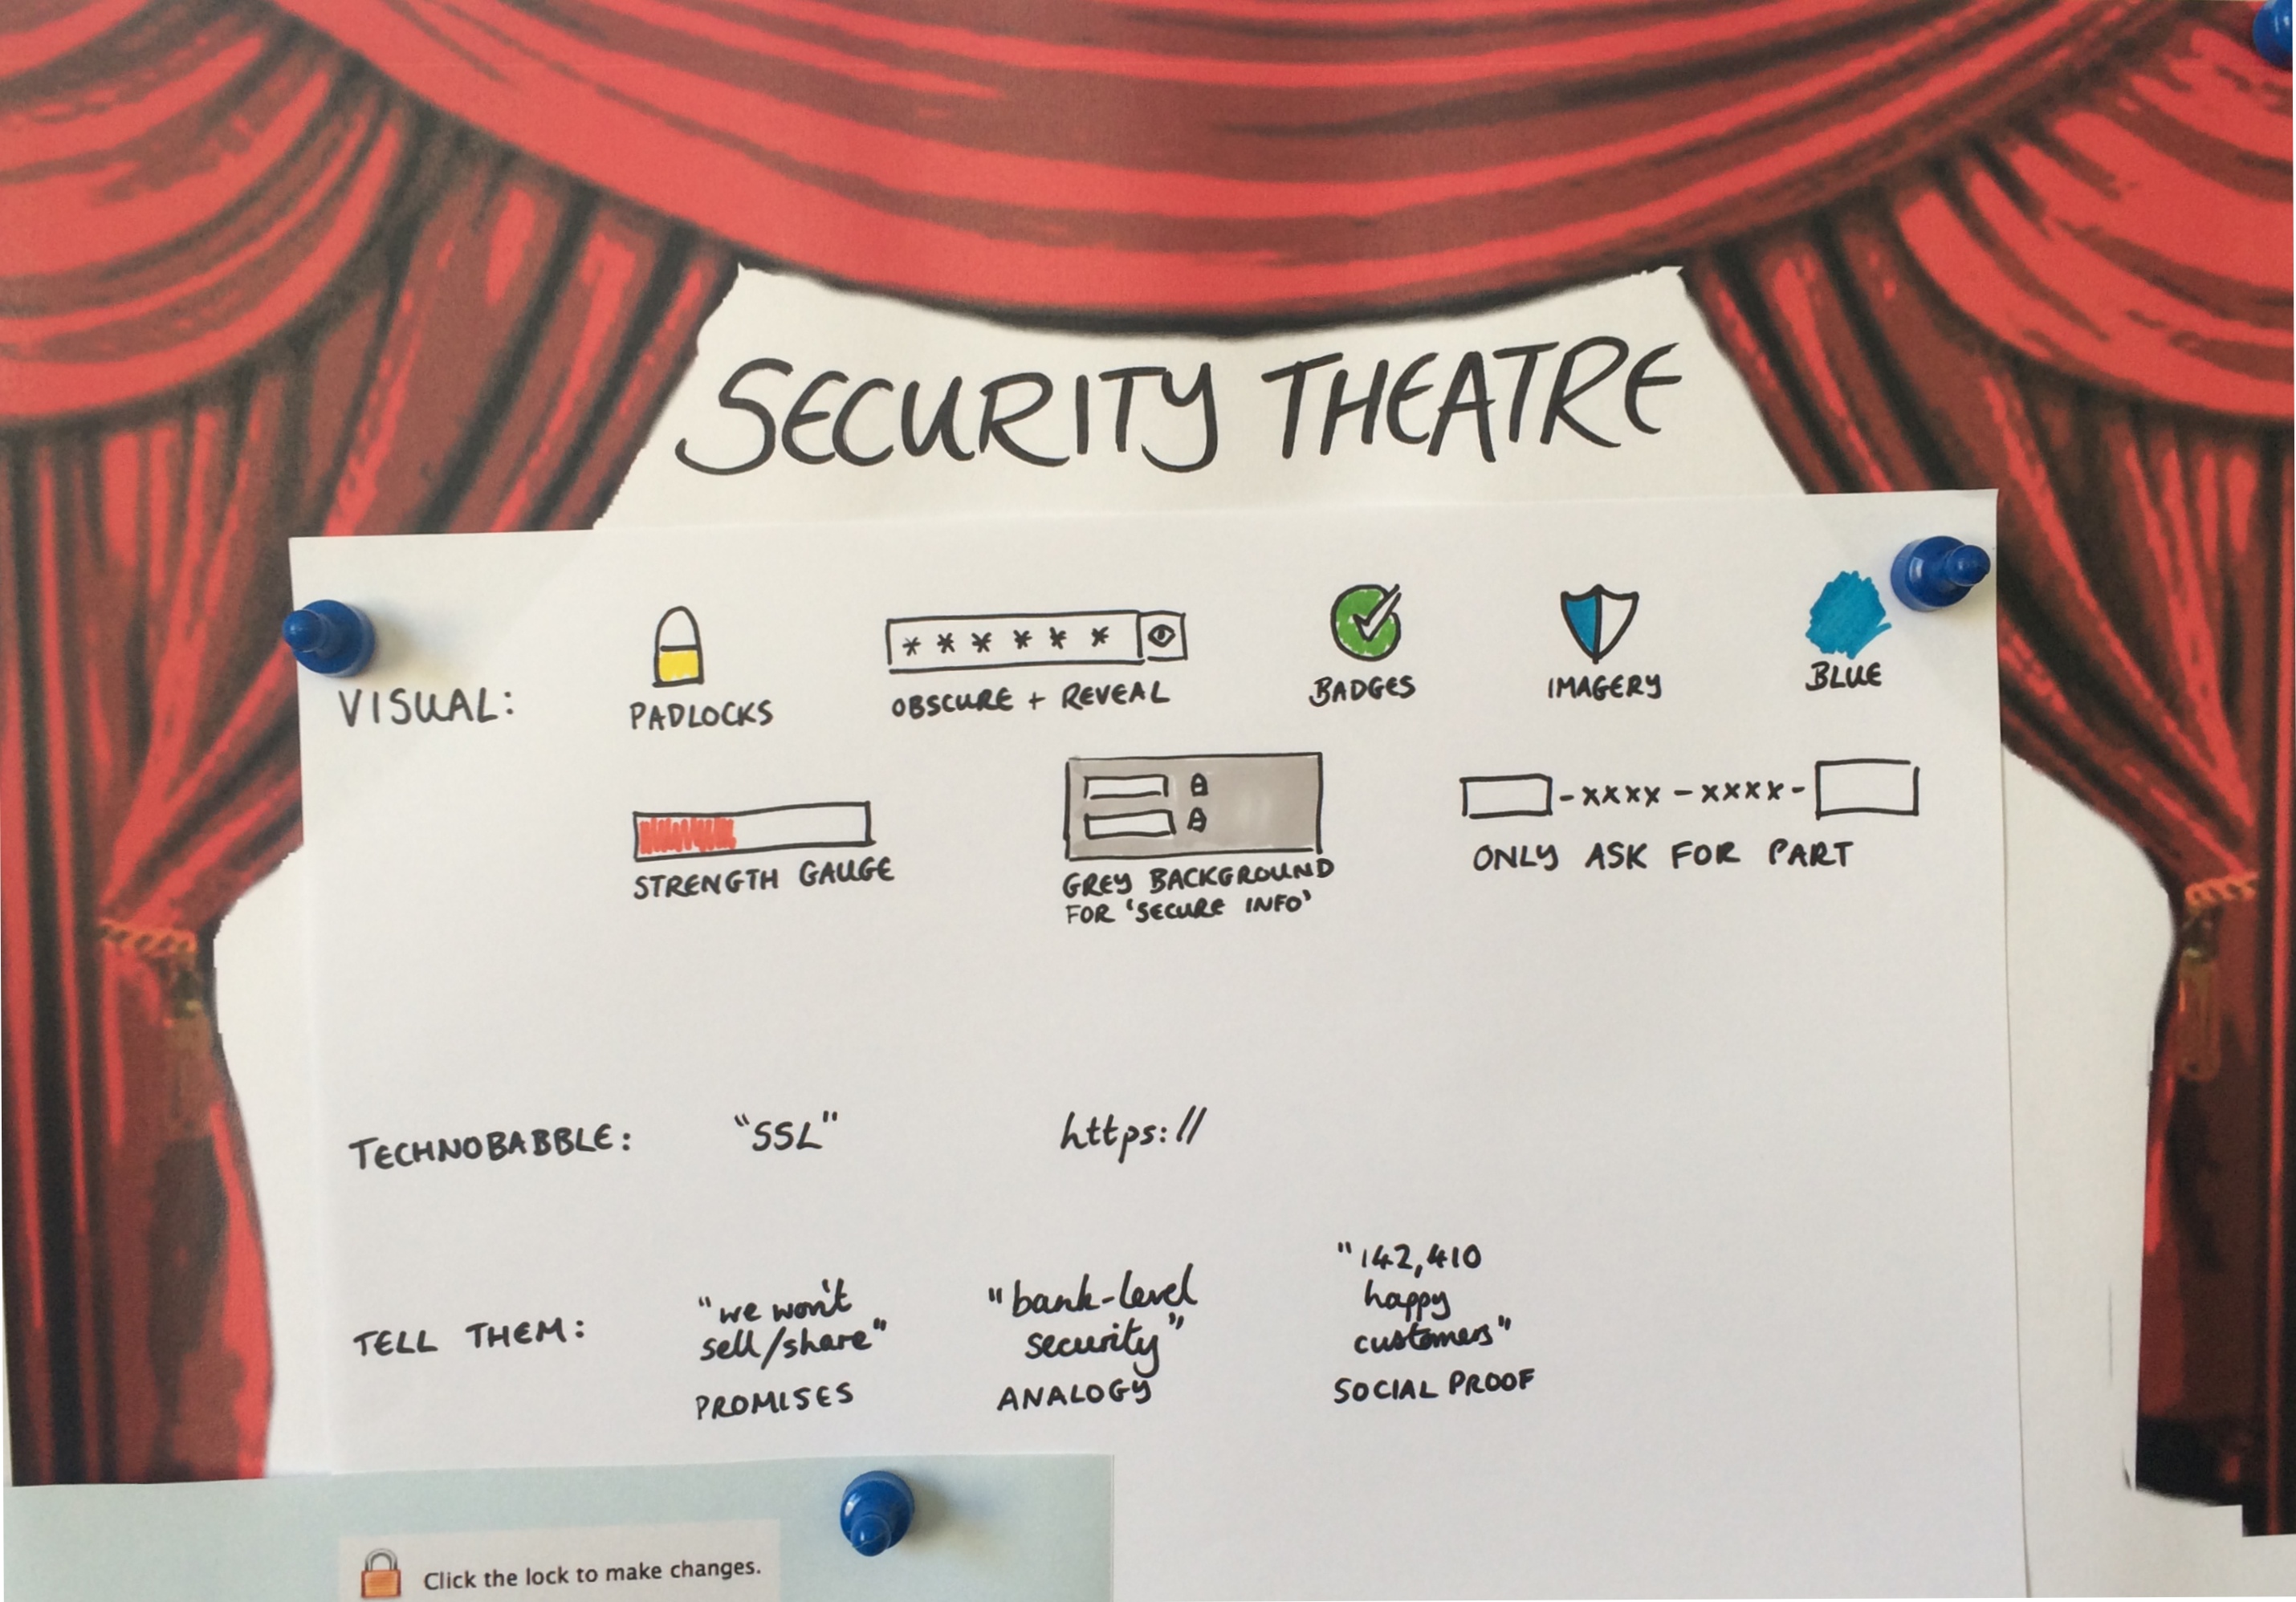 SECURITY THEATRE
* * * * * *
VISUAL:
PADLOCKS
OBSCURE + REVEAL
BADGES
IMAGERY
BLUE
STRENGTH GAUGE
GREY BACKGROUND
FOR 'SECURE INFO'
-xxxx-xxxx-
ONLY ASK FOR PART
TECHNOBABBLE:
"SSL"
https://
TELL THEM:
"we won't
sell/share"
PROMISES
"bank-level
security"
ANALOGY
"142,410
happy
customers"
SOCIAL PROOF
Click the lock to make changes.